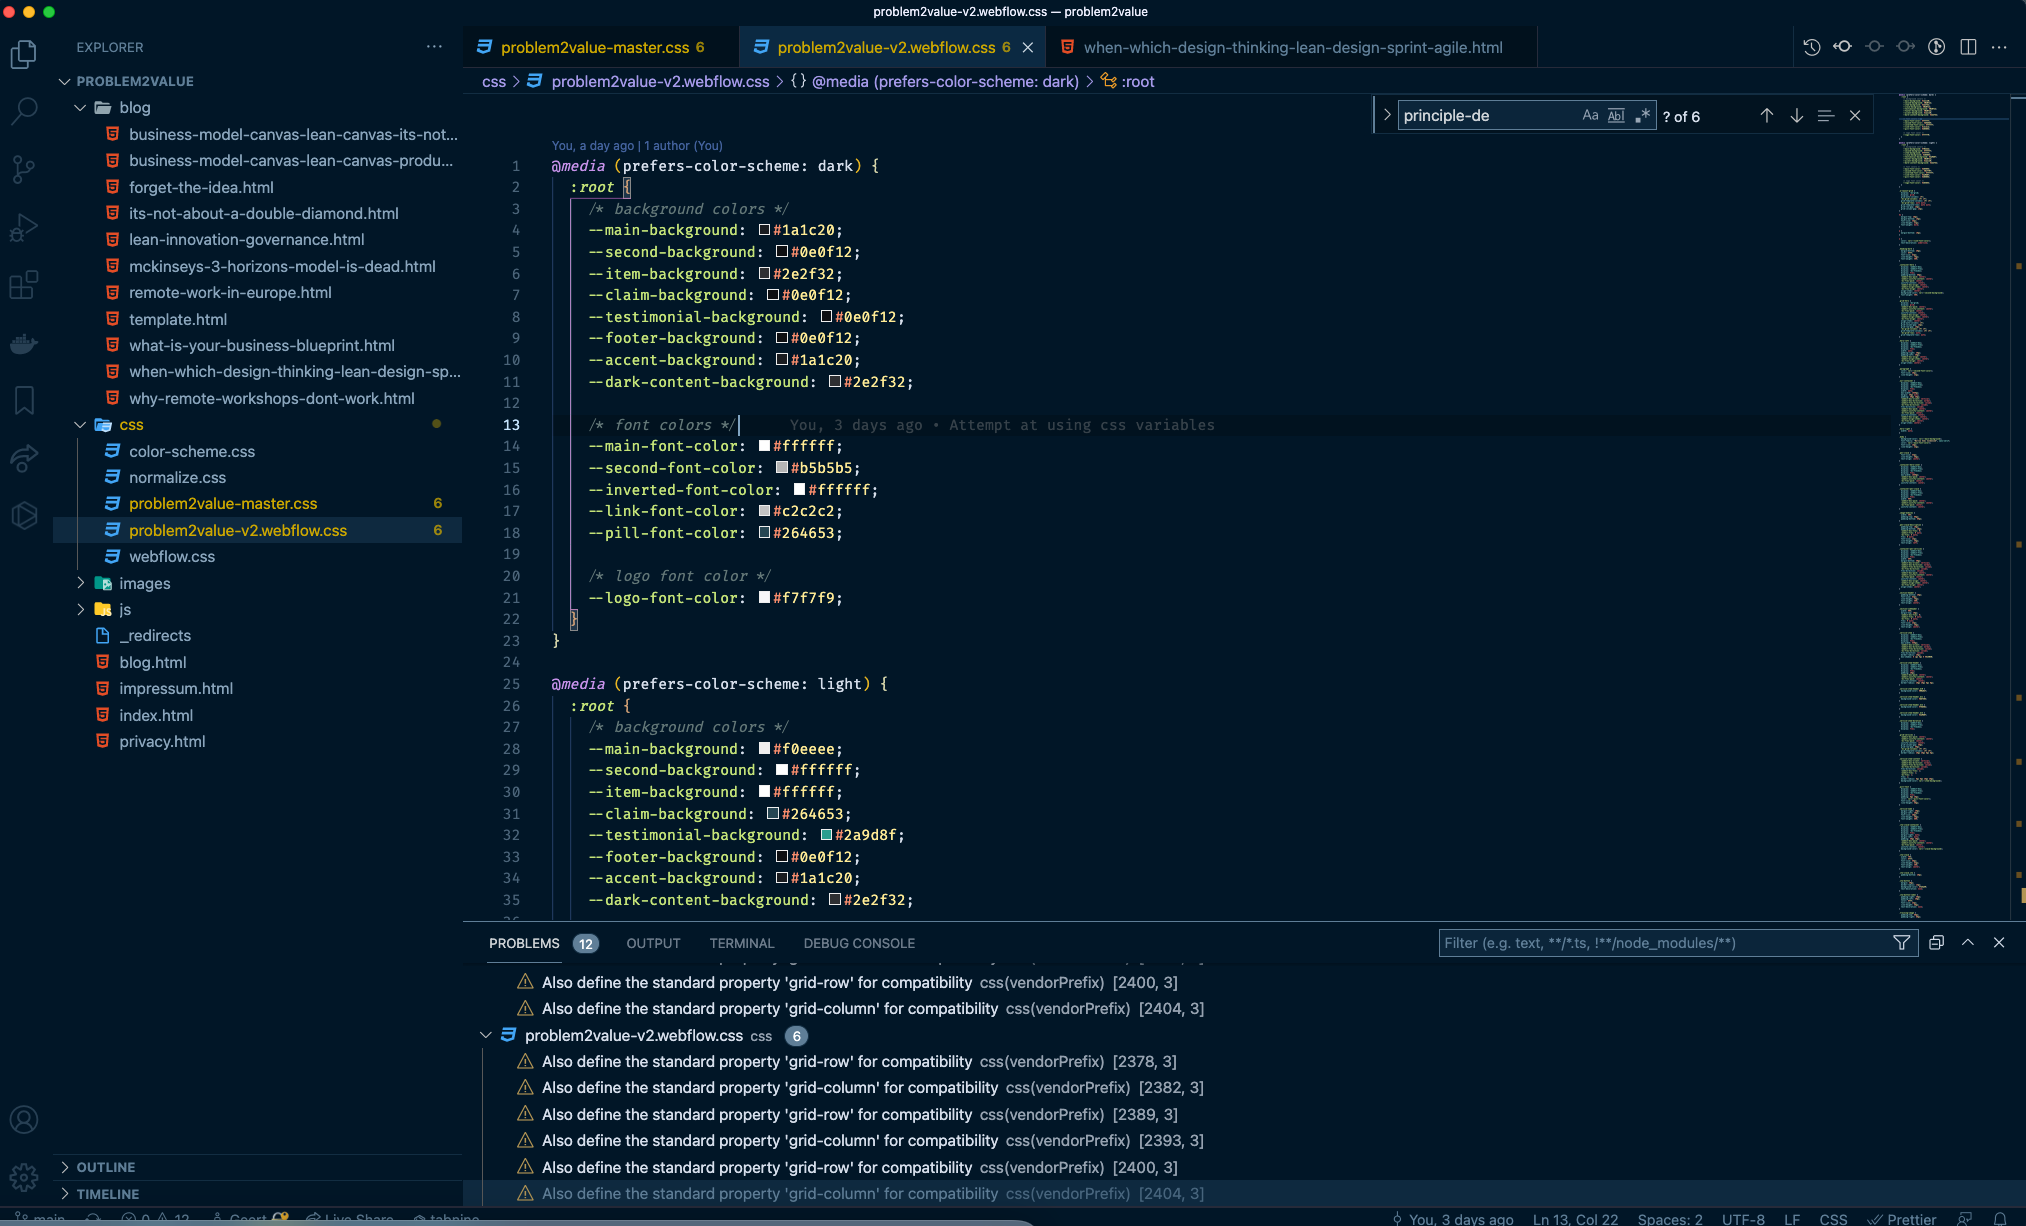 problem2value-v2.webflow.css — problem2value
EXPLORER
PROBLEM2VALUE
blog
business-model-canvas-lean-canvas-its-not...
business-model-canvas-lean-canvas-produ...
forget-the-idea.html
its-not-about-a-double-diamond.html
lean-innovation-governance.html
mckinseys-3-horizons-model-is-dead.html
remote-work-in-europe.html
template.html
what-is-your-business-blueprint.html
when-which-design-thinking-lean-design-sp...
why-remote-workshops-dont-work.html
css
color-scheme.css
normalize.css
problem2value-master.css 6
problem2value-v2.webflow.css 6
webflow.css
images
js
_redirects
blog.html
impressum.html
index.html
privacy.html
OUTLINE
TIMELINE
problem2value-master.css 6
problem2value-v2.webflow.css 6
when-which-design-thinking-lean-design-sprint-agile.html
css > problem2value-v2.webflow.css > {} @media (prefers-color-scheme: dark) > :root
principle-de Aa Abl .* ? of 6
You, a day ago | 1 author (You)
1 @media (prefers-color-scheme: dark) {
2 :root {
3 /* background colors */
4 --main-background: #1a1c20;
5 --second-background: #0e0f12;
6 --item-background: #2e2f32;
7 --claim-background: #0e0f12;
8 --testimonial-background: #0e0f12;
9 --footer-background: #0e0f12;
10 --accent-background: #1a1c20;
11 --dark-content-background: #2e2f32;
12
13 /* font colors */ You, 3 days ago • Attempt at using css variables
14 --main-font-color: #ffffff;
15 --second-font-color: #b5b5b5;
16 --inverted-font-color: #ffffff;
17 --link-font-color: #c2c2c2;
18 --pill-font-color: #264653;
19
20 /* logo font color */
21 --logo-font-color: #f7f7f9;
22 }
23 }
24
25 @media (prefers-color-scheme: light) {
26 :root {
27 /* background colors */
28 --main-background: #f0eeee;
29 --second-background: #ffffff;
30 --item-background: #ffffff;
31 --claim-background: #264653;
32 --testimonial-background: #2a9d8f;
33 --footer-background: #0e0f12;
34 --accent-background: #1a1c20;
35 --dark-content-background: #2e2f32;
PROBLEMS 12 OUTPUT TERMINAL DEBUG CONSOLE
Filter (e.g. text, **/*.ts, !**/node_modules/**)
Also define the standard property 'grid-row' for compatibility css(vendorPrefix) [2400, 3]
Also define the standard property 'grid-column' for compatibility css(vendorPrefix) [2404, 3]
problem2value-v2.webflow.css css 6
Also define the standard property 'grid-row' for compatibility css(vendorPrefix) [2378, 3]
Also define the standard property 'grid-column' for compatibility css(vendorPrefix) [2382, 3]
Also define the standard property 'grid-row' for compatibility css(vendorPrefix) [2389, 3]
Also define the standard property 'grid-column' for compatibility css(vendorPrefix) [2393, 3]
Also define the standard property 'grid-row' for compatibility css(vendorPrefix) [2400, 3]
Also define the standard property 'grid-column' for compatibility css(vendorPrefix) [2404, 3]
main 0 12 Geert Live Share tabnine
You, 3 days ago Ln 13, Col 22 Spaces: 2 UTF-8 LF CSS Prettier